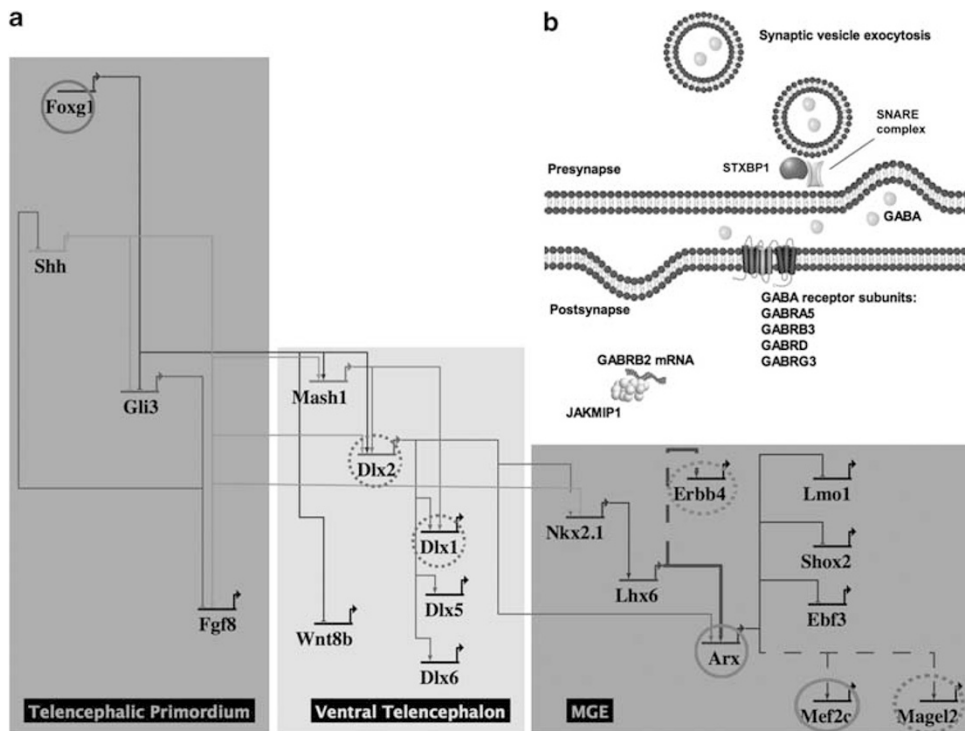 a
Foxg1
Shh
Gli3
Fgf8
Telencephalic Primordium
Mash1
Dlx2
Dlx1
Dlx5
Wnt8b
Dlx6
Ventral Telencephalon
Erbb4
Lmo1
Nkx2.1
Shox2
Lhx6
Ebf3
Arx
Mef2c
Magel2
MGE
b
Synaptic vesicle exocytosis
SNARE
complex
STXBP1
Presynapse
GABA
Postsynapse
GABA receptor subunits:
GABRA5
GABRB3
GABRD
GABRG3
GABRB2 mRNA
JAKMIP1